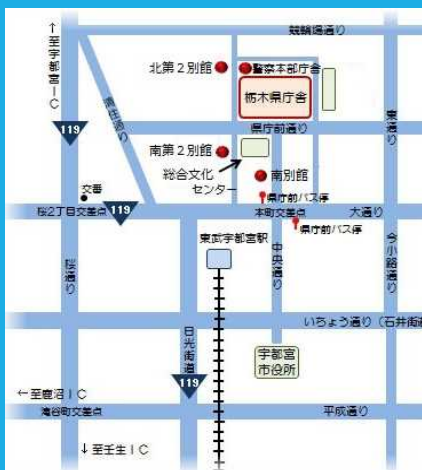 競輪場通り
↑至宇都宮IC
北第2別館
警察本部庁舎
栃木県庁舎
清住通り
東通り
県庁前通り
119
南第2別館
総合文化
センター
南別館
交番
県庁前バス停
桜2丁目交差点
119
本町交差点
大通り
県庁前バス停
東武宇都宮駅
中央通り
今小路通り
桜通り
いちょう通り(石井街道
日光街道
宇都宮
市役所
119
←至鹿沼IC
滝谷町交差点
平成通り
↓至壬生IC